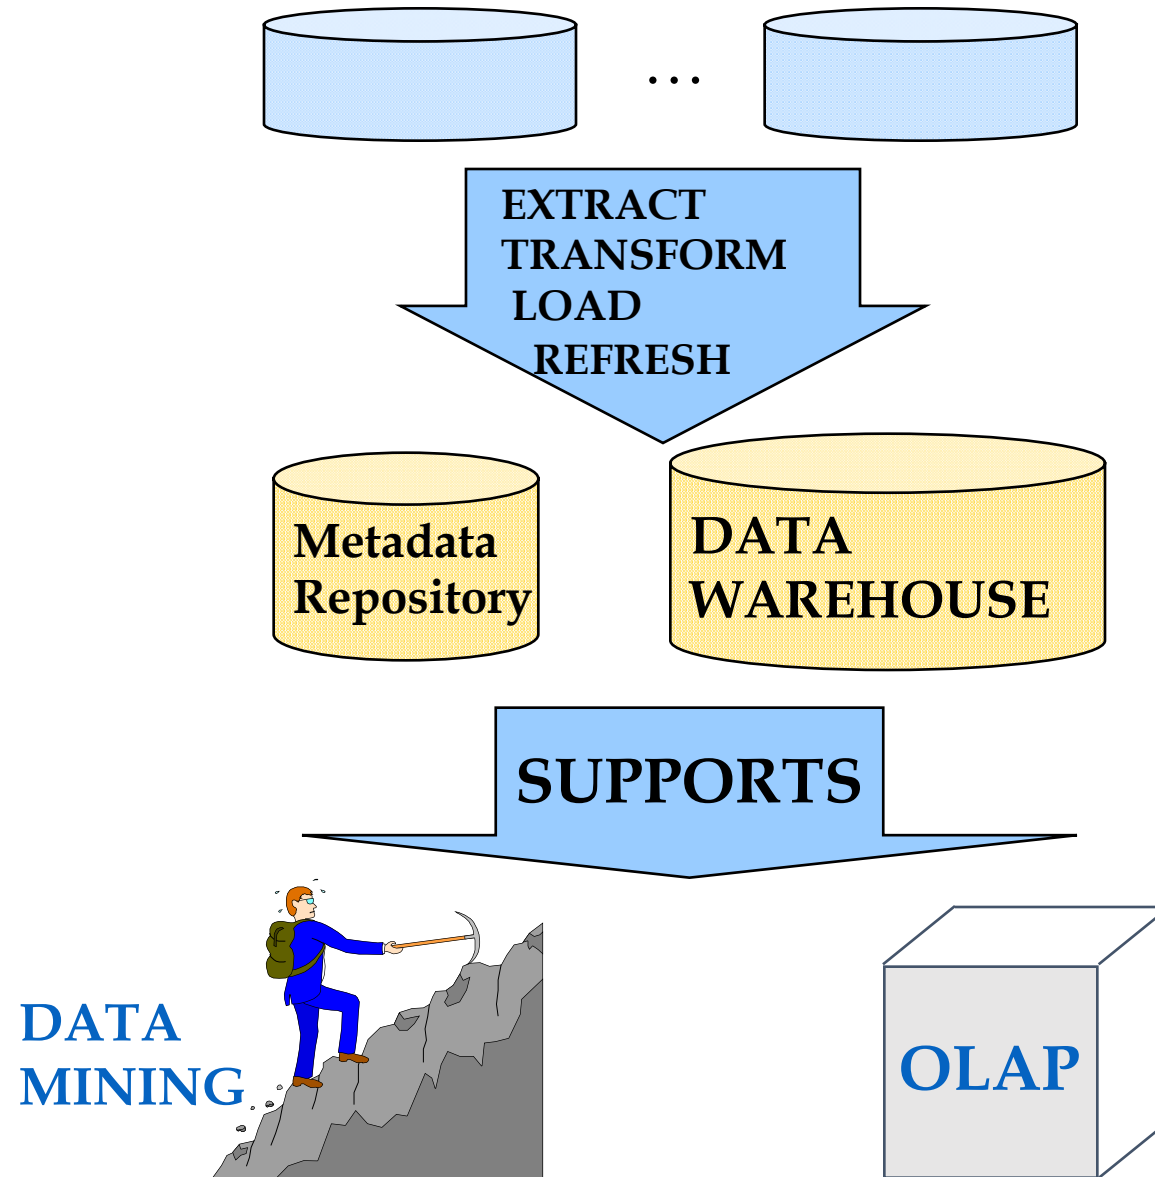 …
EXTRACT
TRANSFORM
LOAD
REFRESH
Metadata
Repository
DATA
WAREHOUSE
SUPPORTS
DATA
MINING
OLAP